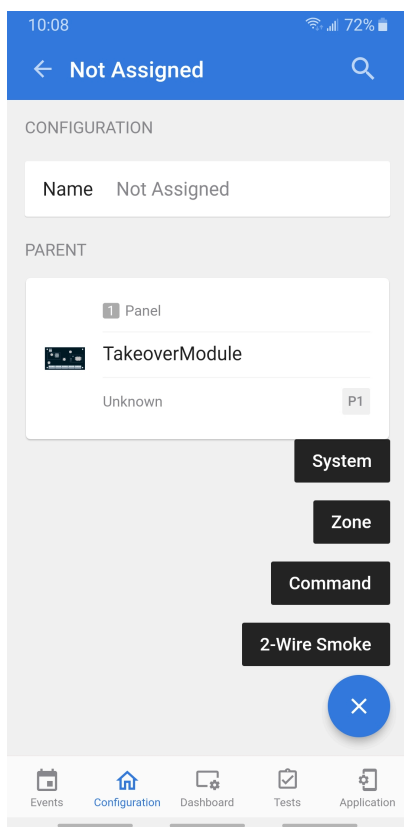 10:08 72%
Not Assigned
CONFIGURATION
Name Not Assigned
PARENT
1 Panel
TakeoverModule
Unknown P1
System
Zone
Command
2-Wire Smoke
Events Configuration Dashboard Tests Application